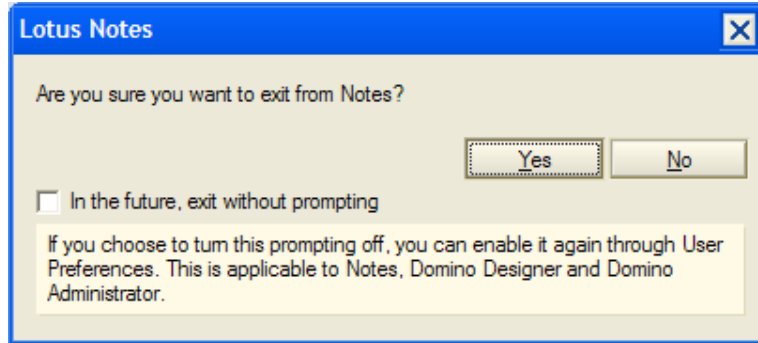 Lotus Notes
Are you sure you want to exit from Notes?
Yes No
In the future, exit without prompting
If you choose to turn this prompting off, you can enable it again through User
Preferences. This is applicable to Notes, Domino Designer and Domino
Administrator.